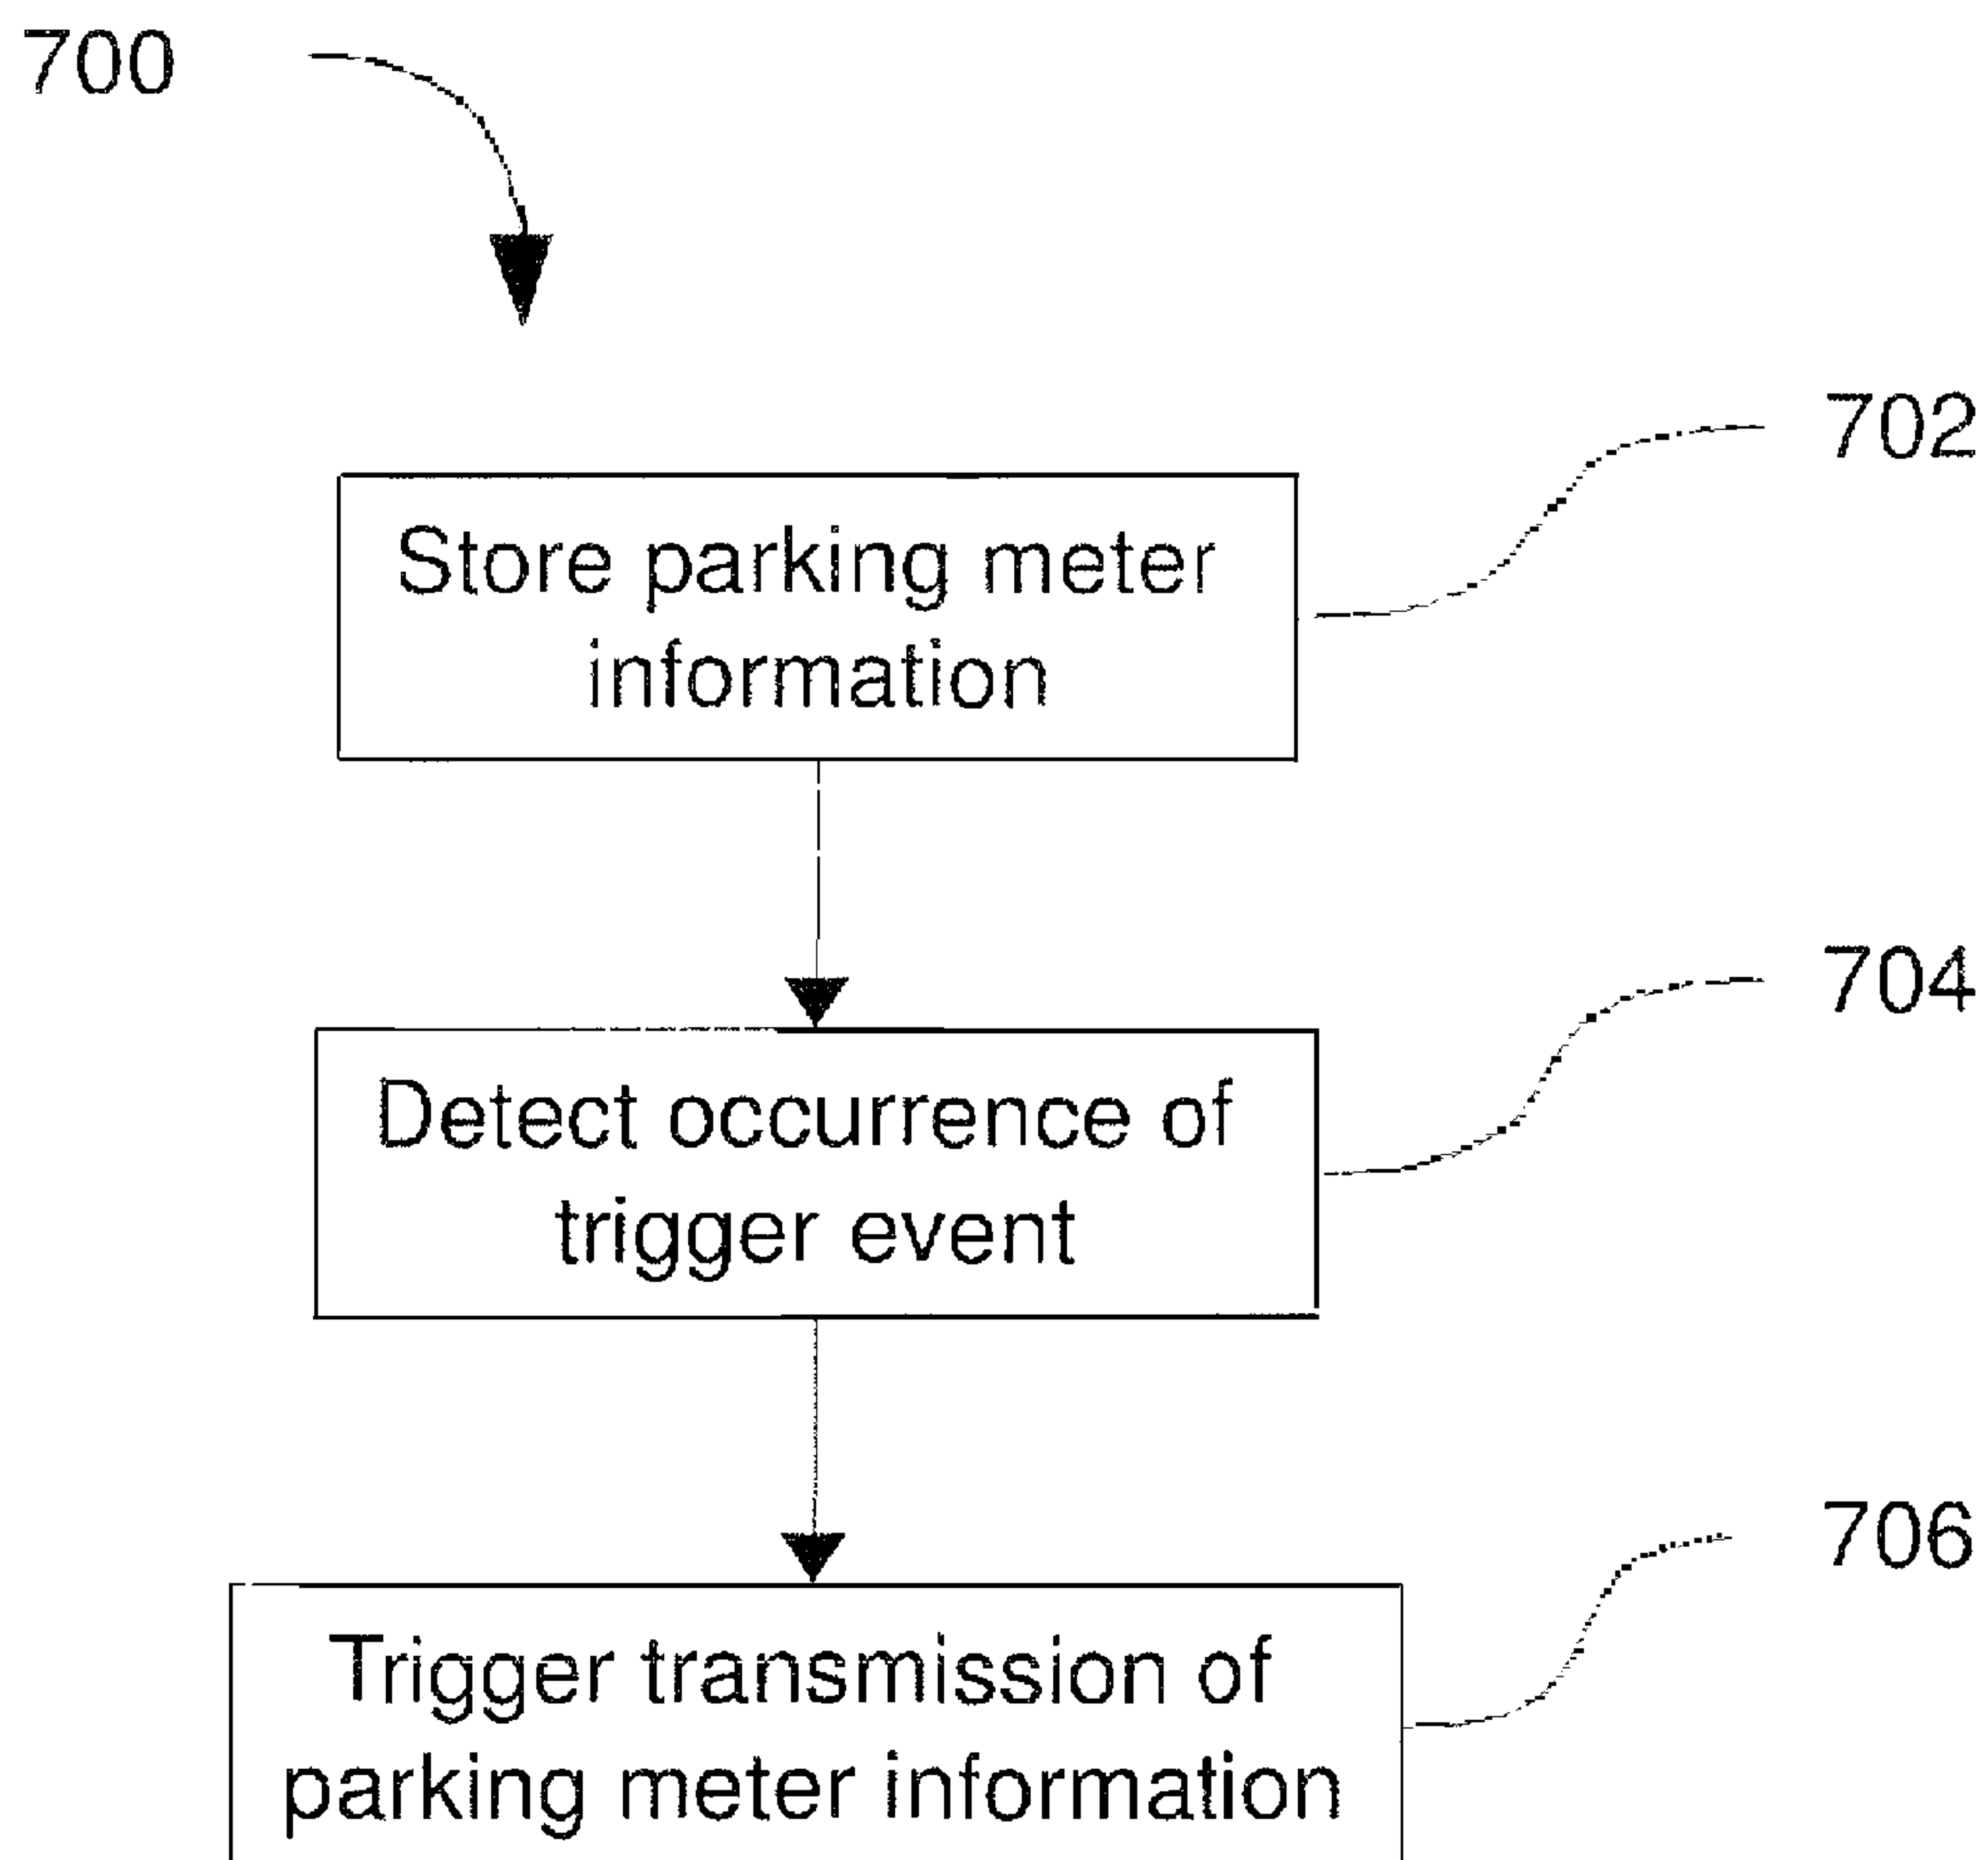 700
702
Store parking meter
information
704
Detect occurrence of
trigger event
706
Trigger transmission of
parking meter information